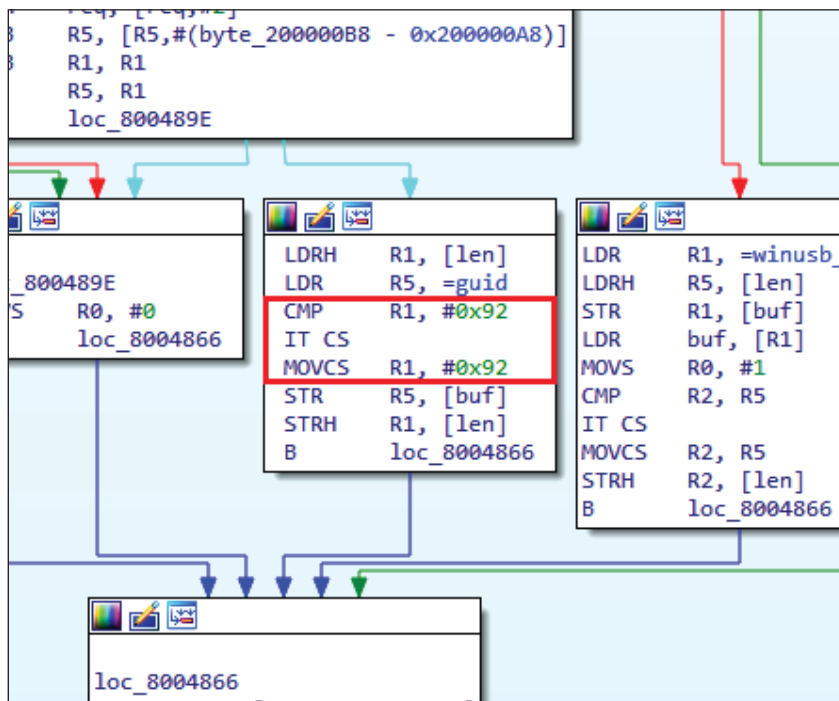 R5, [R5,#(byte_200000B8 - 0x200000A8)]
R1, R1
R5, R1
loc_800489E
_800489E
R0, #0
loc_8004866
LDRH R1, [len]
LDR R5, =guid
CMP R1, #0x92
IT CS
MOVCS R1, #0x92
STR R5, [buf]
STRH R1, [len]
B loc_8004866
LDR R1, =winusb_
LDRH R5, [len]
STR R1, [buf]
LDR buf, [R1]
MOVS R0, #1
CMP R2, R5
IT CS
MOVCS R2, R5
STRH R2, [len]
B loc_8004866
loc_8004866